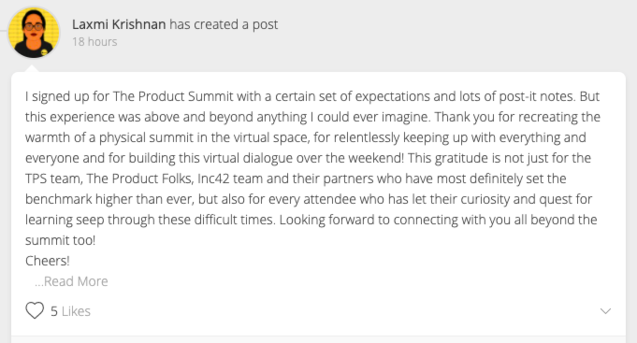 Laxmi Krishnan has created a post
18 hours
I signed up for The Product Summit with a certain set of expectations and lots of post-it notes. But
this experience was above and beyond anything I could ever imagine. Thank you for recreating the
warmth of a physical summit in the virtual space, for relentlessly keeping up with everything and
everyone and for building this virtual dialogue over the weekend! This gratitude is not just for the
TPS team, The Product Folks, Inc42 team and their partners who have most definitely set the
benchmark higher than ever, but also for every attendee who has let their curiosity and quest for
learning seep through these difficult times. Looking forward to connecting with you all beyond the
summit too!
Cheers!
...Read More
5 Likes